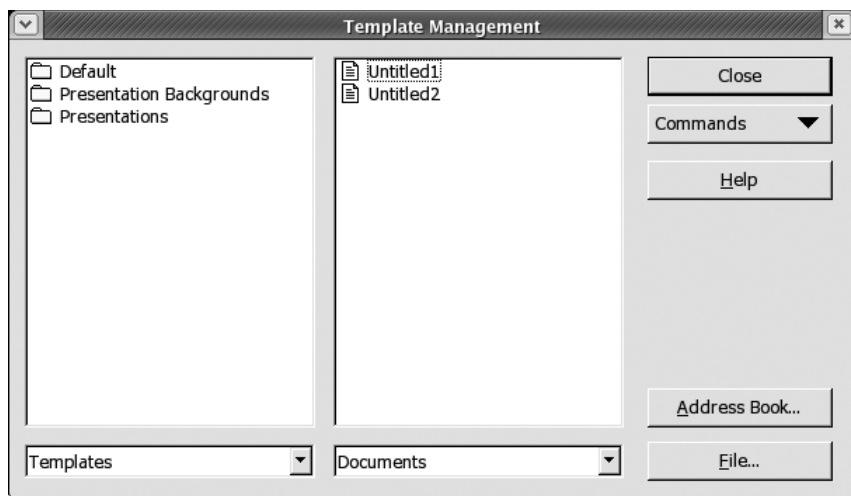 Template Management
Default
Presentation Backgrounds
Presentations
Untitled1
Untitled2
Close
Commands
Help
Address Book...
Templates
Documents
File...